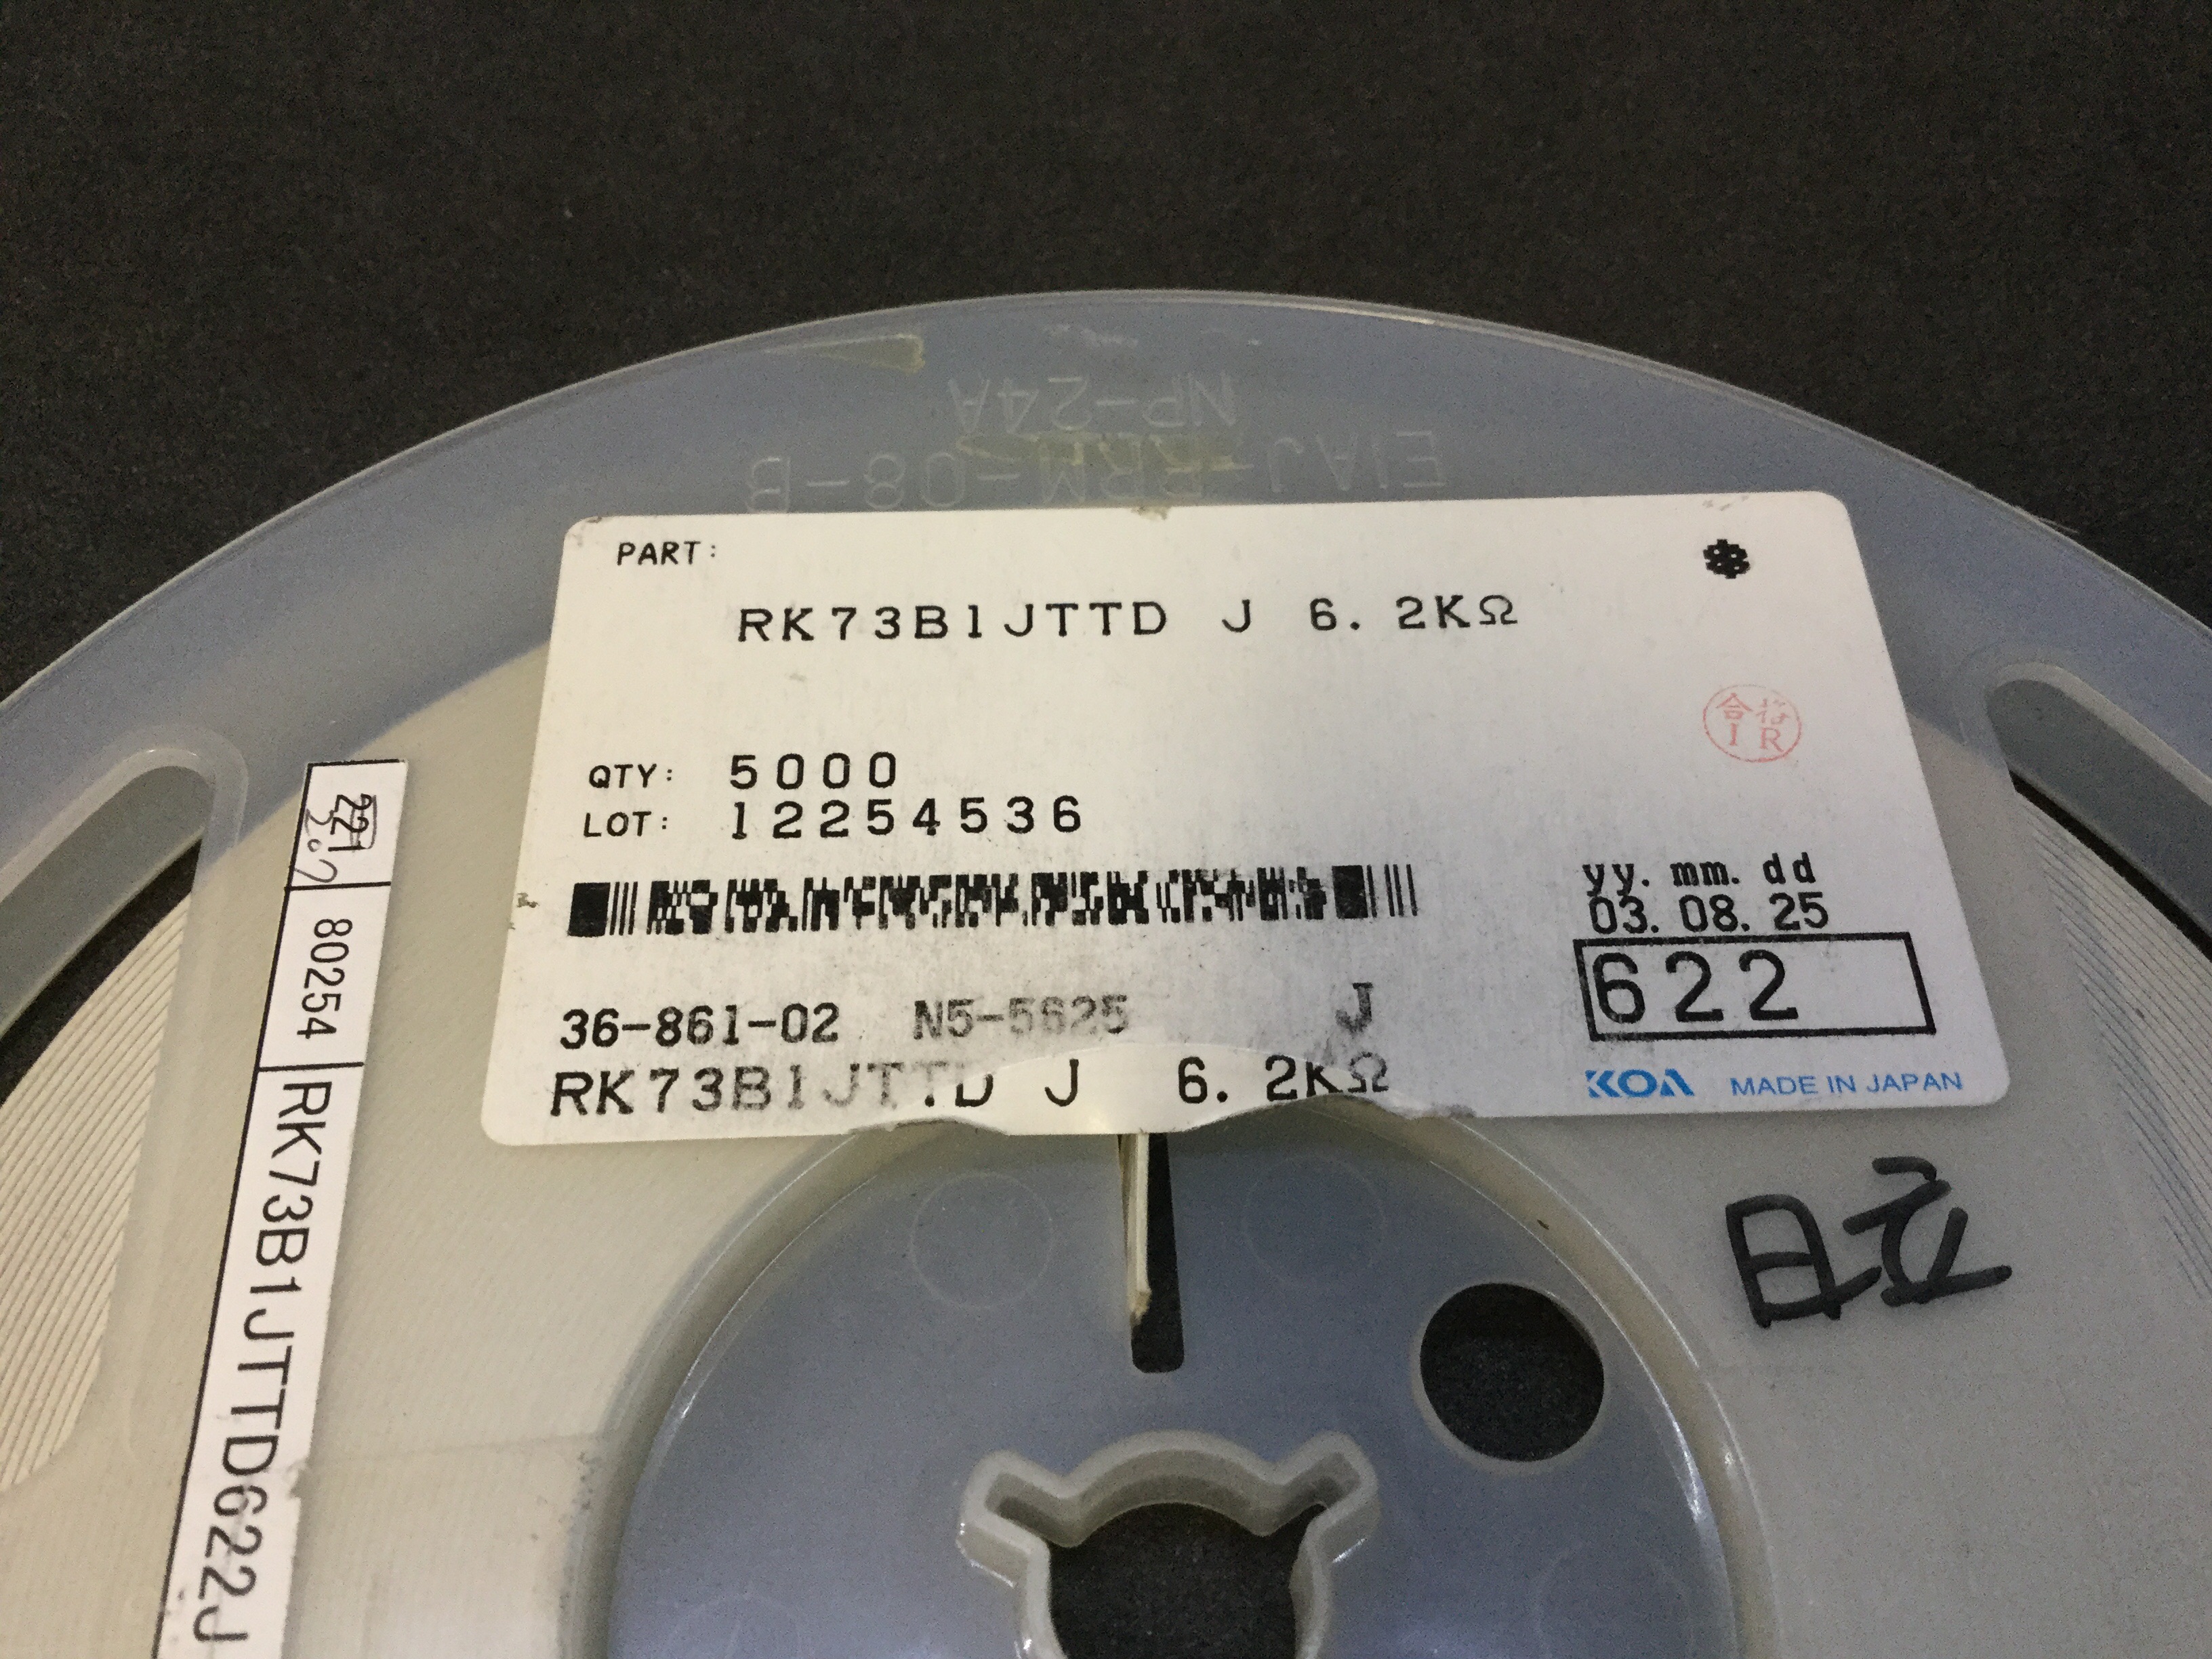 NP-24A
EIAJ-RRM-08-B
PART:
RK73B1JTTD J 6.2KΩ
QTY: 5000
LOT: 12254536
yy. mm. dd
03. 08. 25
622
36-861-02 N5-5625 J
RK73B1JTTD J 6.2KΩ
KOA MADE IN JAPAN
合格
I R
80254 RK73B1JTTD622J
日立